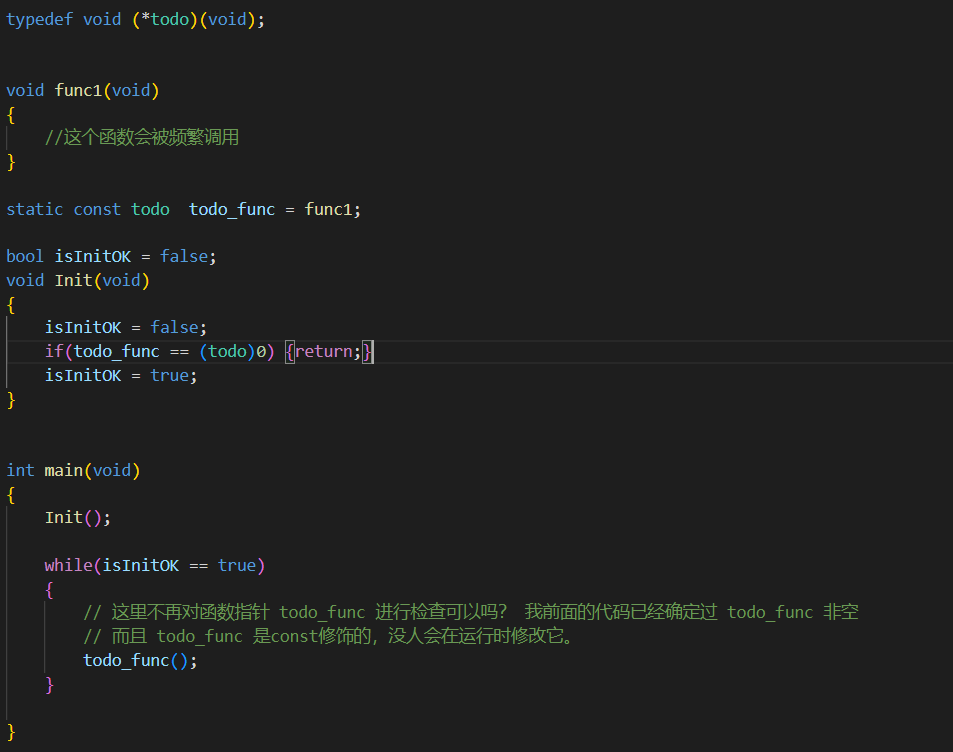 typedef void (*todo)(void);
void func1(void)
{
//这个函数会被频繁调用
}
static const todo  todo_func = func1;
bool isInitOK = false;
void Init(void)
{
isInitOK = false;
if(todo_func == (todo)0) {return;}
isInitOK = true;
}
int main(void)
{
Init();
while(isInitOK == true)
{
// 这里不再对函数指针 todo_func 进行检查可以吗?  我前面的代码已经确定过 todo_func 非空
// 而且 todo_func 是const修饰的，没人会在运行时修改它。
todo_func();
}
}